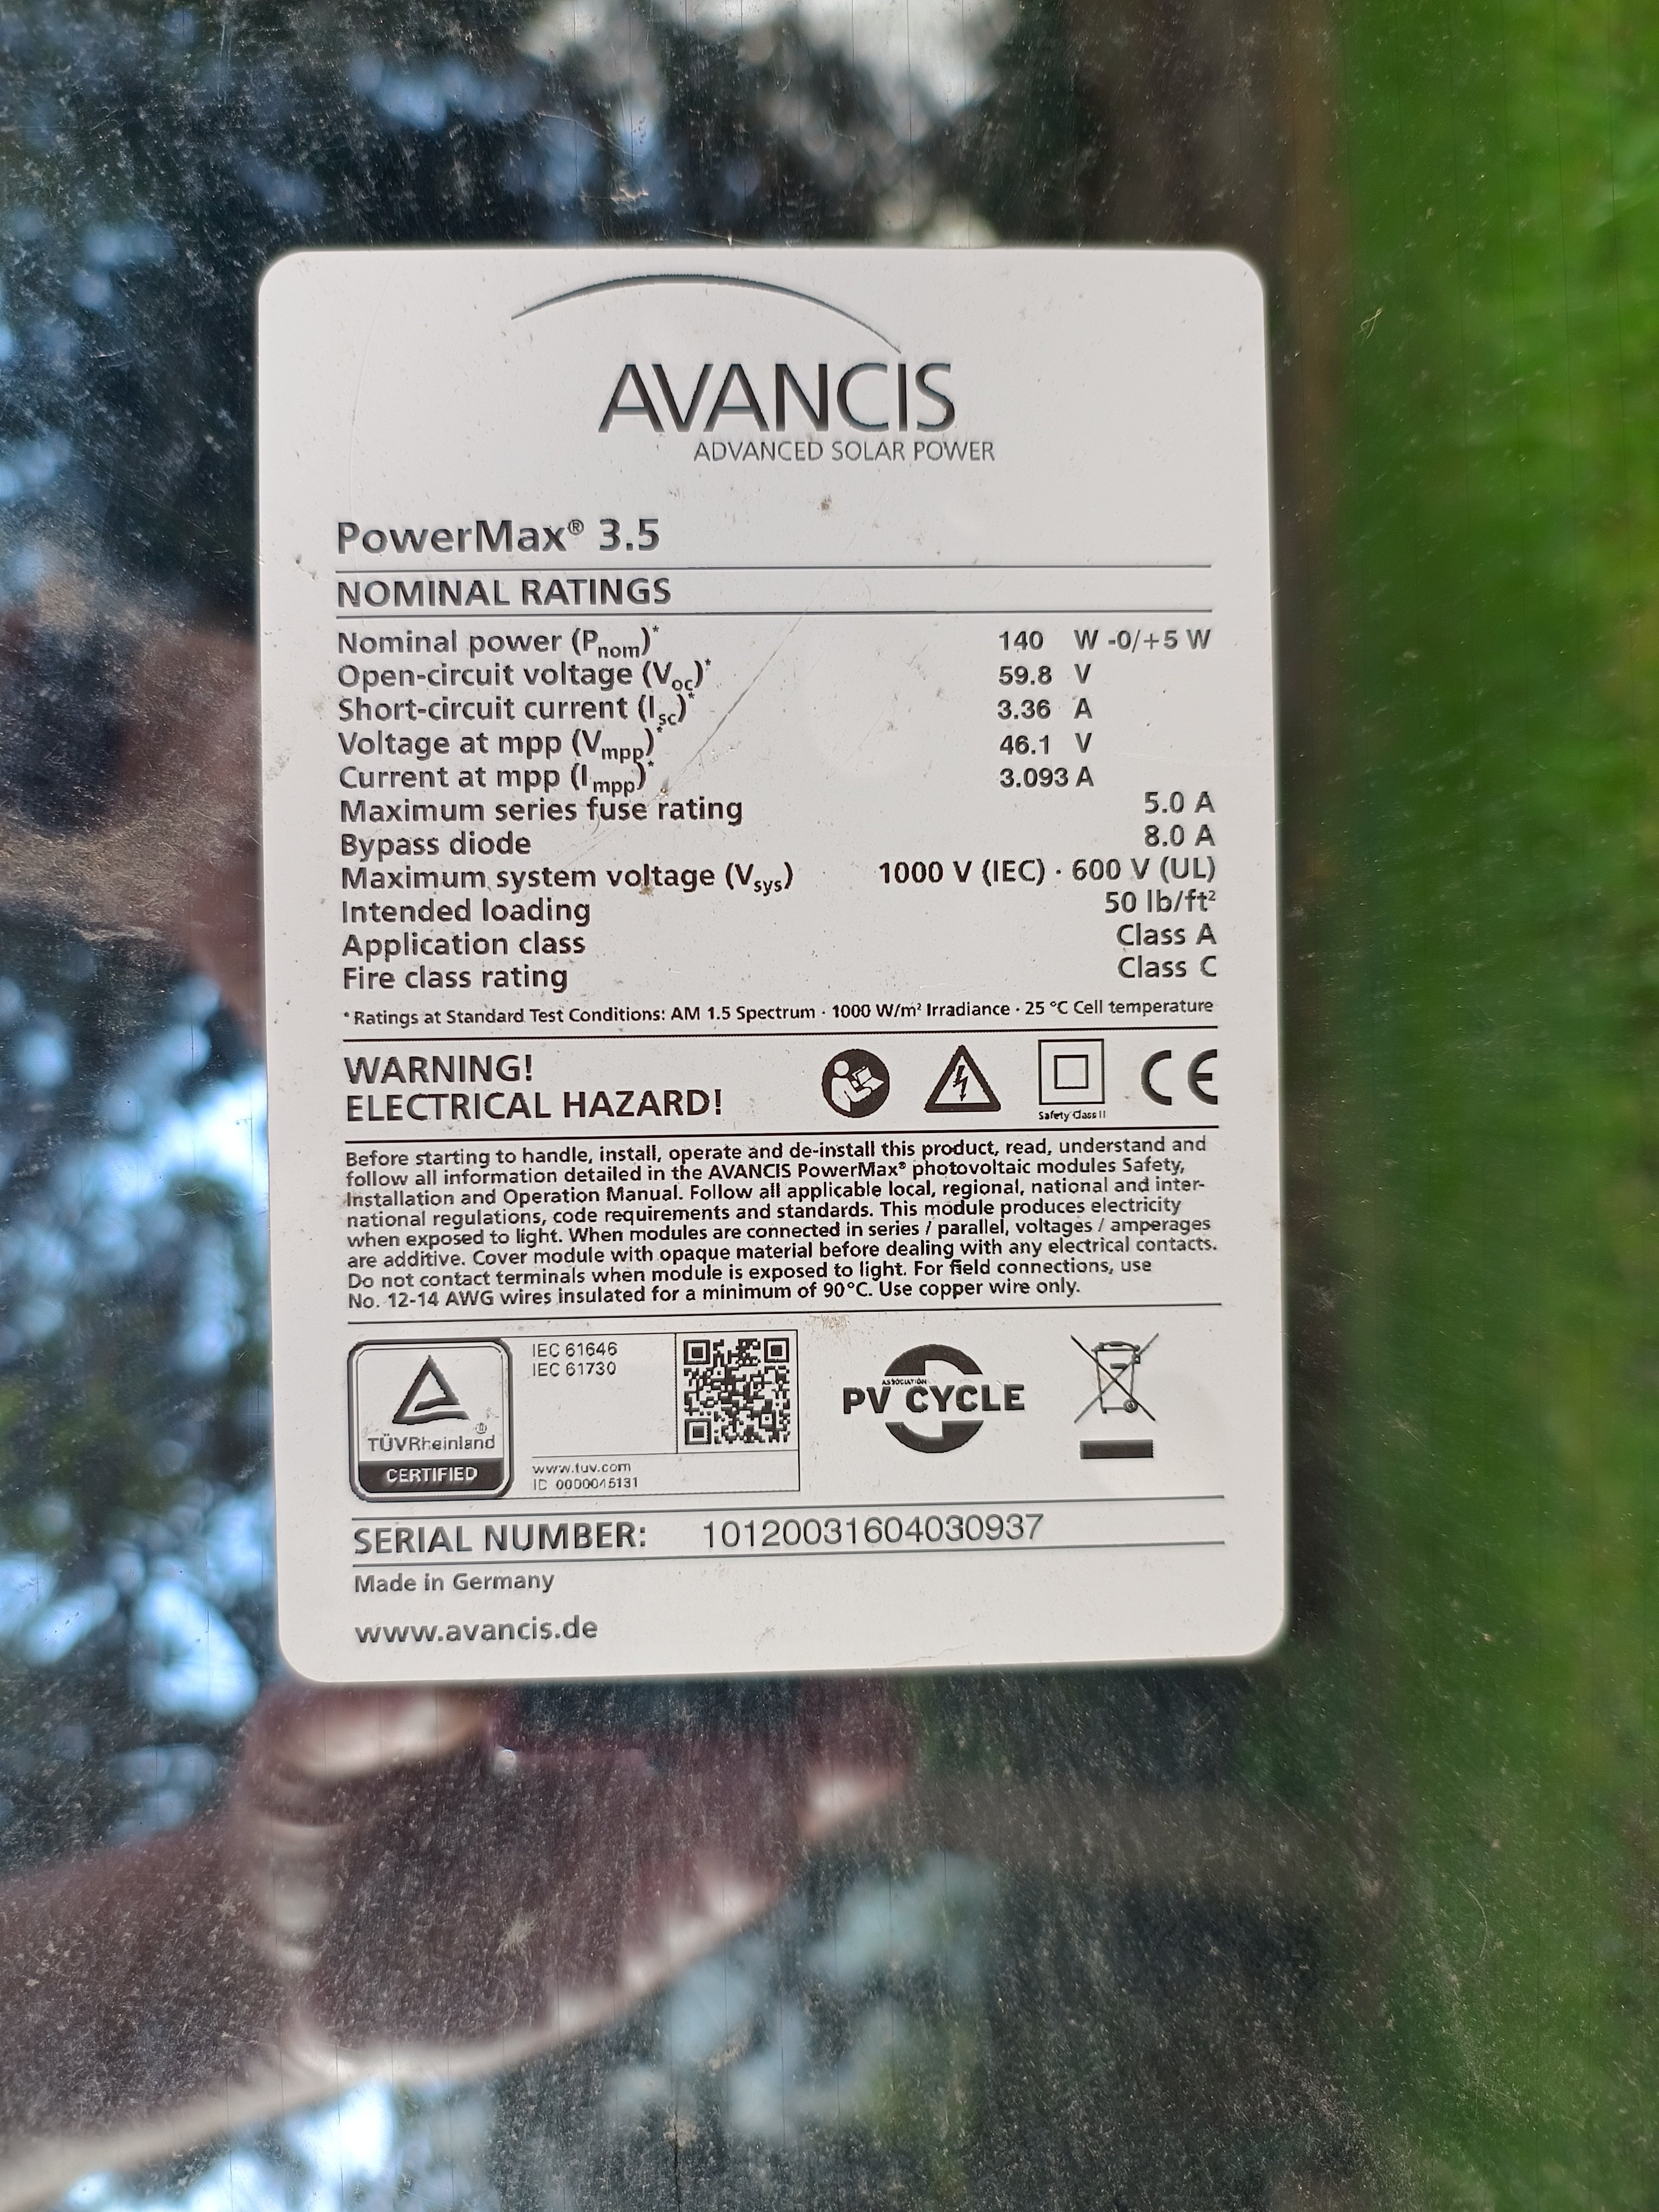 AVANCIS
ADVANCED SOLAR POWER
PowerMax® 3.5
NOMINAL RATINGS
Nominal power (Pnom)* 140 W -0/+5 W
Open-circuit voltage (Voc)* 59.8 V
Short-circuit current (Isc)* 3.36 A
Voltage at mpp (Vmpp)* 46.1 V
Current at mpp (Impp)* 3.093 A
Maximum series fuse rating 5.0 A
Bypass diode 8.0 A
Maximum system voltage (Vsys) 1000 V (IEC) · 600 V (UL)
Intended loading 50 lb/ft²
Application class Class A
Fire class rating Class C
*Ratings at Standard Test Conditions: AM 1.5 Spectrum · 1000 W/m² Irradiance · 25 °C Cell temperature
WARNING!
ELECTRICAL HAZARD!
Safety Class II
CE
Before starting to handle, install, operate and de-install this product, read, understand and
follow all information detailed in the AVANCIS PowerMax® photovoltaic modules Safety,
Installation and Operation Manual. Follow all applicable local, regional, national and inter-
national regulations, code requirements and standards. This module produces electricity
when exposed to light. When modules are connected in series / parallel, voltages / amperages
are additive. Cover module with opaque material before dealing with any electrical contacts.
Do not contact terminals when module is exposed to light. For field connections, use
No. 12-14 AWG wires insulated for a minimum of 90°C. Use copper wire only.
TÜVRheinland®
CERTIFIED
IEC 61646
IEC 61730
www.tuv.com
ID 0000045131
ASSOCIATION
PV CYCLE
SERIAL NUMBER: 10120031604030937
Made in Germany
www.avancis.de